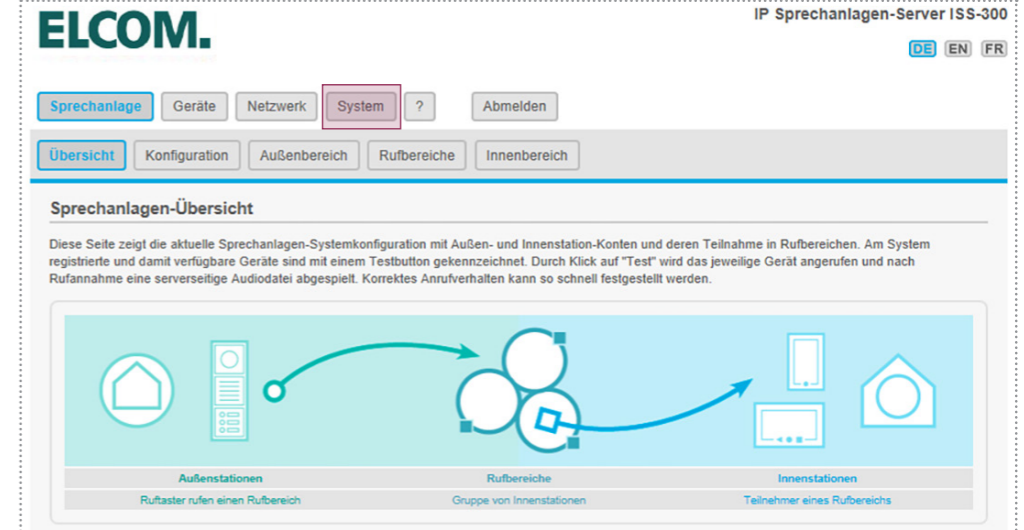 ELCOM.
IP Sprechanlagen-Server ISS-300
DE EN FR
Sprechanlage Geräte Netzwerk System ? Abmelden
Übersicht Konfiguration Außenbereich Rufbereiche Innenbereich
Sprechanlagen-Übersicht
Diese Seite zeigt die aktuelle Sprechanlagen-Systemkonfiguration mit Außen- und Innenstation-Konten und deren Teilnahme in Rufbereichen. Am System
registrierte und damit verfügbare Geräte sind mit einem Testbutton gekennzeichnet. Durch Klick auf "Test" wird das jeweilige Gerät angerufen und nach
Rufannahme eine serverseitige Audiodatei abgespielt. Korrektes Anrufverhalten kann so schnell festgestellt werden.
Außenstationen Rufbereiche Innenstationen
Ruftaster rufen einen Rufbereich Gruppe von Innenstationen Teilnehmer eines Rufbereichs